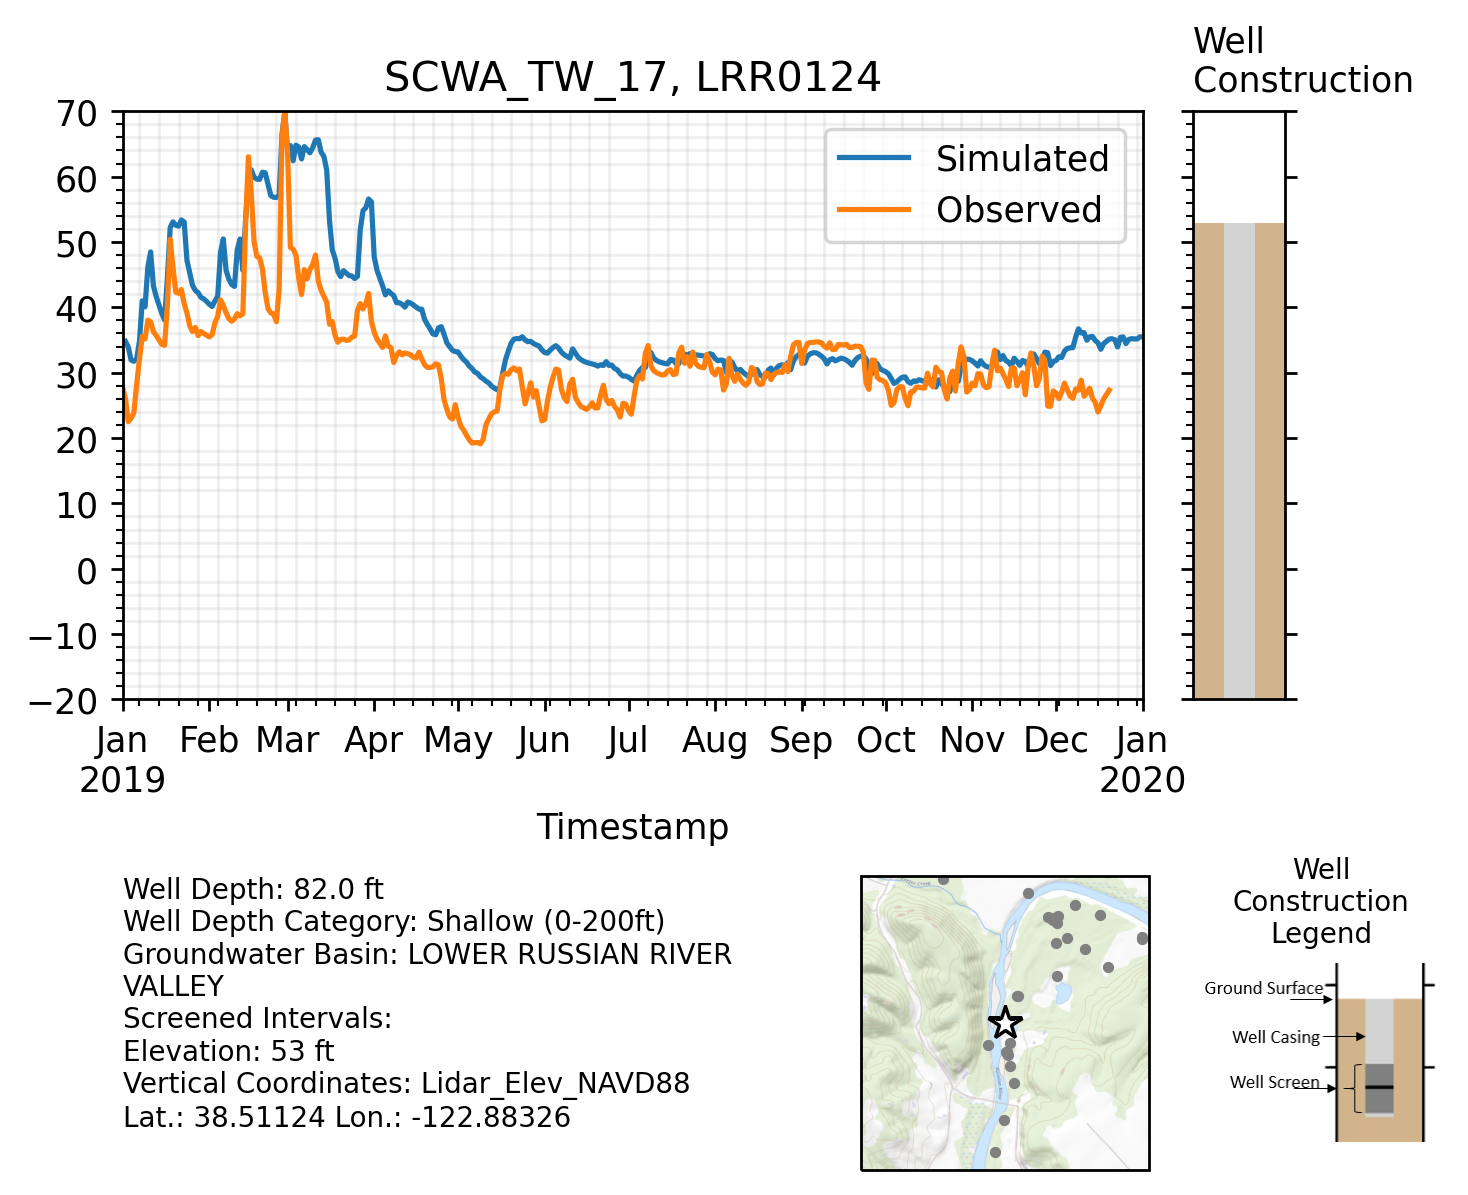 SCWA_TW_17, LRR0124
Well
Construction
70
60
50
40
30
20
10
0
−10
−20
Simulated
Observed
Jan Feb Mar Apr May Jun Jul Aug Sep Oct Nov Dec Jan
2019 2020
Timestamp
Well Depth: 82.0 ft
Well Depth Category: Shallow (0-200ft)
Groundwater Basin: LOWER RUSSIAN RIVER
VALLEY
Screened Intervals:
Elevation: 53 ft
Vertical Coordinates: Lidar_Elev_NAVD88
Lat.: 38.51124 Lon.: -122.88326
Well
Construction
Legend
Ground Surface
Well Casing
Well Screen